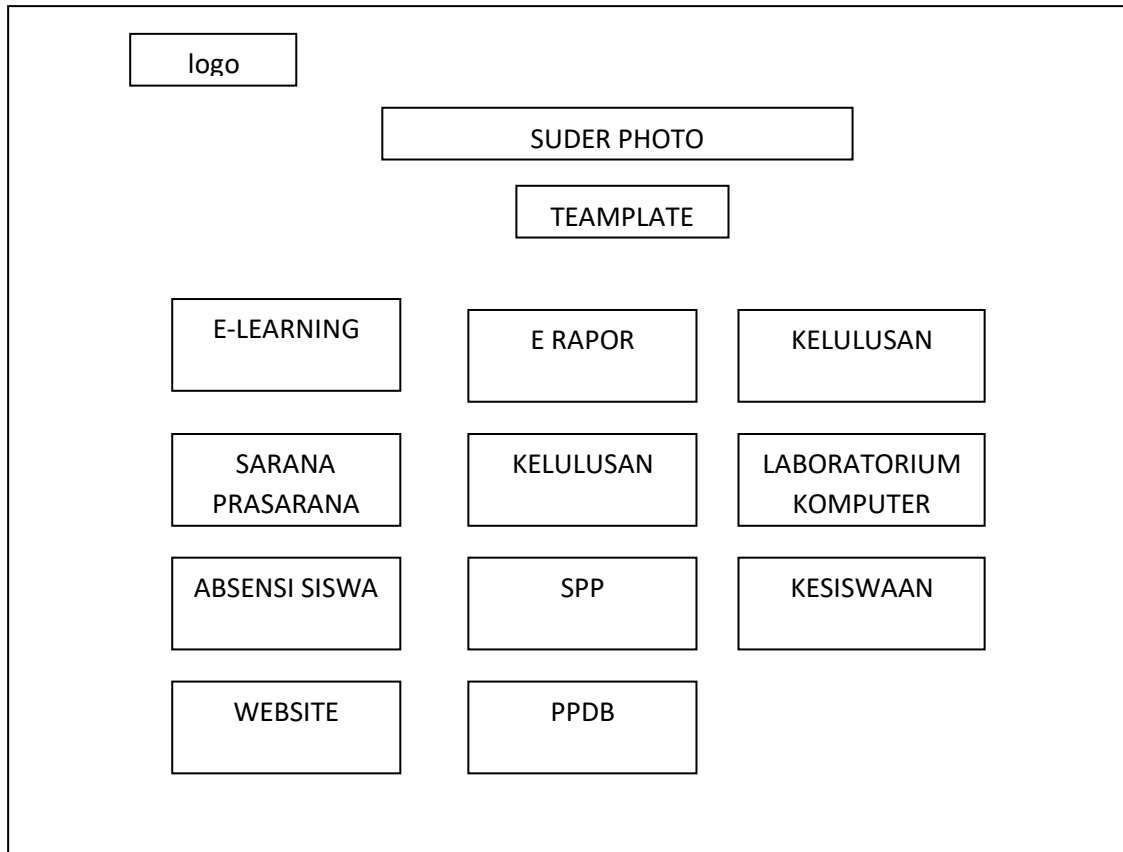 logo
SUDER PHOTO
TEAMPLATE
E-LEARNING
E RAPOR
KELULUSAN
SARANA
PRASARANA
KELULUSAN
LABORATORIUM
KOMPUTER
ABSENSI SISWA
SPP
KESISWAAN
WEBSITE
PPDB